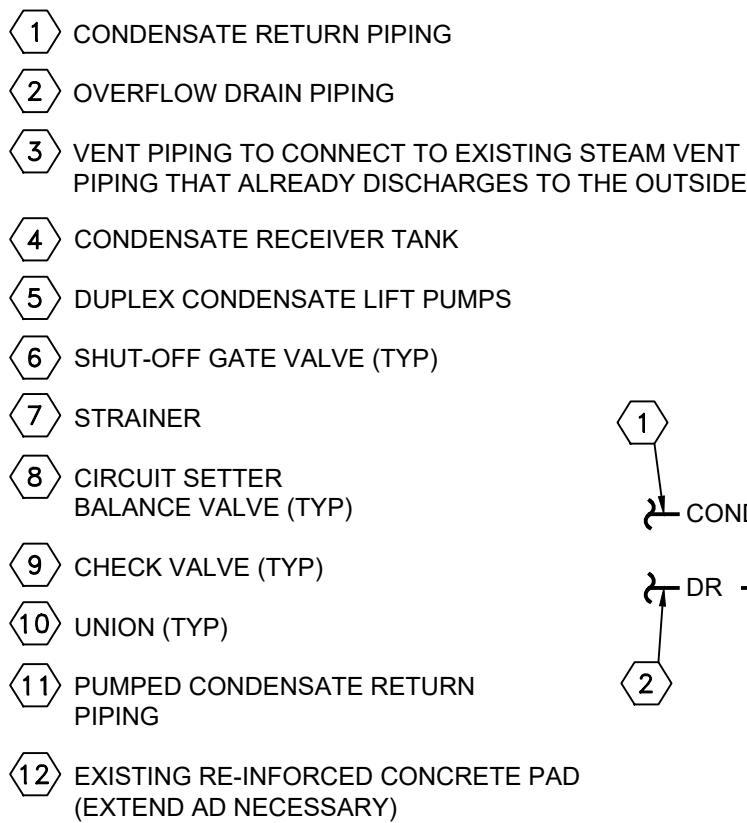 1 CONDENSATE RETURN PIPING
2 OVERFLOW DRAIN PIPING
3 VENT PIPING TO CONNECT TO EXISTING STEAM VENT
PIPING THAT ALREADY DISCHARGES TO THE OUTSIDE
4 CONDENSATE RECEIVER TANK
5 DUPLEX CONDENSATE LIFT PUMPS
6 SHUT-OFF GATE VALVE (TYP)
7 STRAINER
8 CIRCUIT SETTER
BALANCE VALVE (TYP)
9 CHECK VALVE (TYP)
10 UNION (TYP)
11 PUMPED CONDENSATE RETURN
PIPING
12 EXISTING RE-INFORCED CONCRETE PAD
(EXTEND AD NECESSARY)
1
DR
2